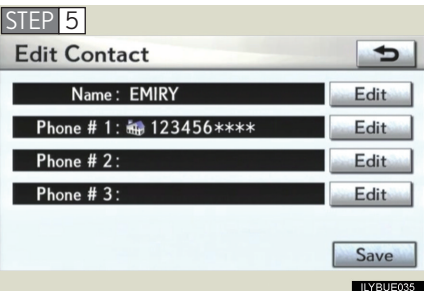 STEP 5
Edit Contact
Name: EMIRY Edit
Phone # 1: 123456**** Edit
Phone # 2: Edit
Phone # 3: Edit
Save
ILYBUE035